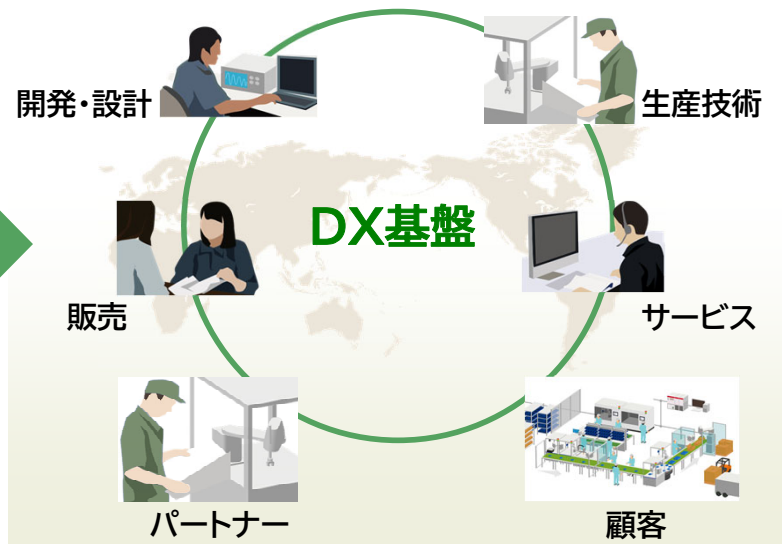 開発・設計
生産技術
DX基盤
販売
サービス
パートナー
顧客